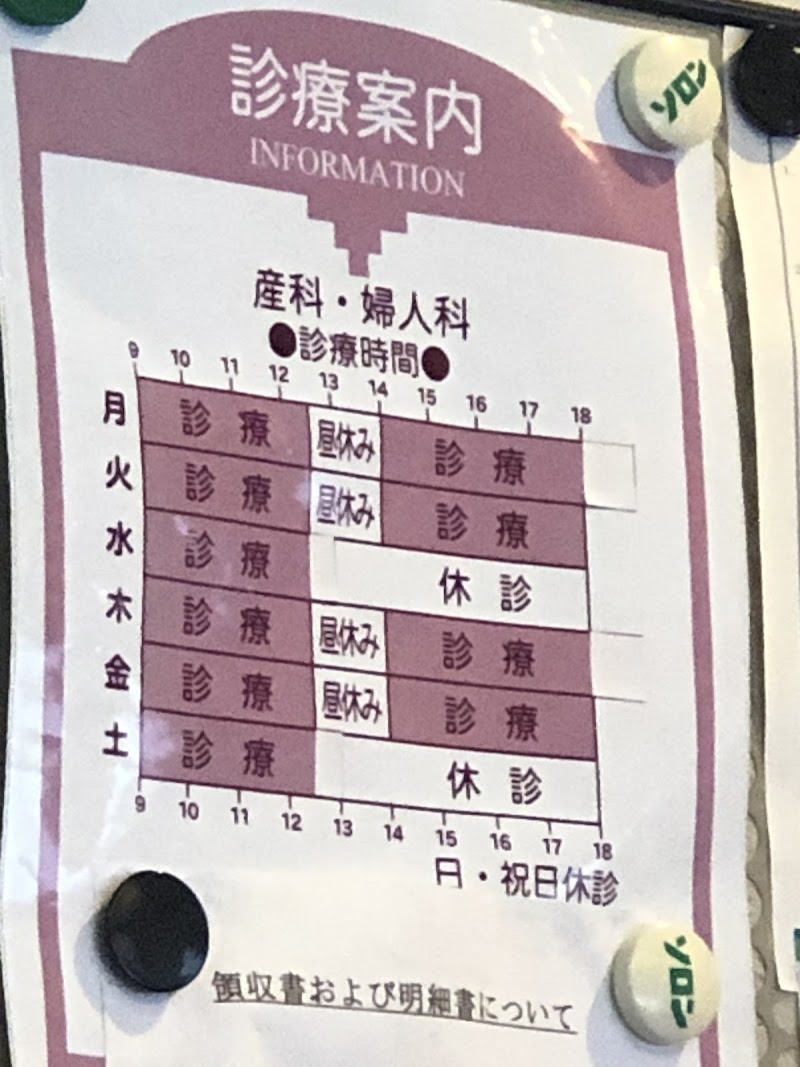 診療案内
INFORMATION
ソロン
産科・婦人科
●診療時間●
9 10 11 12 13 14 15 16 17 18
月 診療 昼休み 診療
火 診療 昼休み 診療
水 診療 休診
木 診療 昼休み 診療
金 診療 昼休み 診療
土 診療 休診
9 10 11 12 13 14 15 16 17 18
日・祝日休診
領収書および明細書について
ソロン